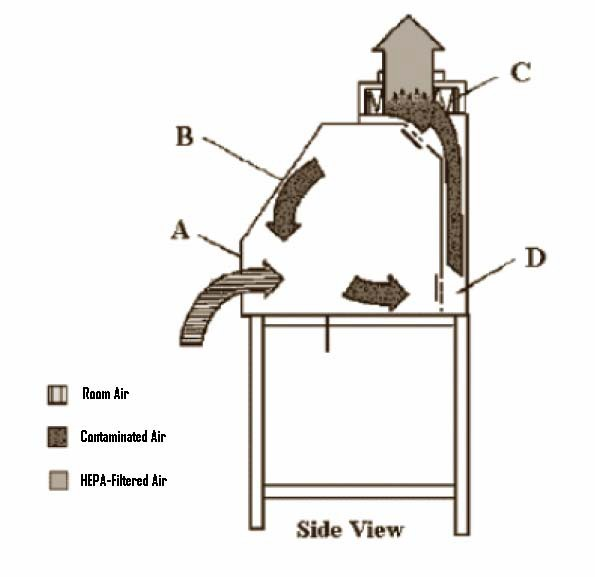 C
B
A
D
Room Air
Contaminated Air
HEPA-Filtered Air
Side View